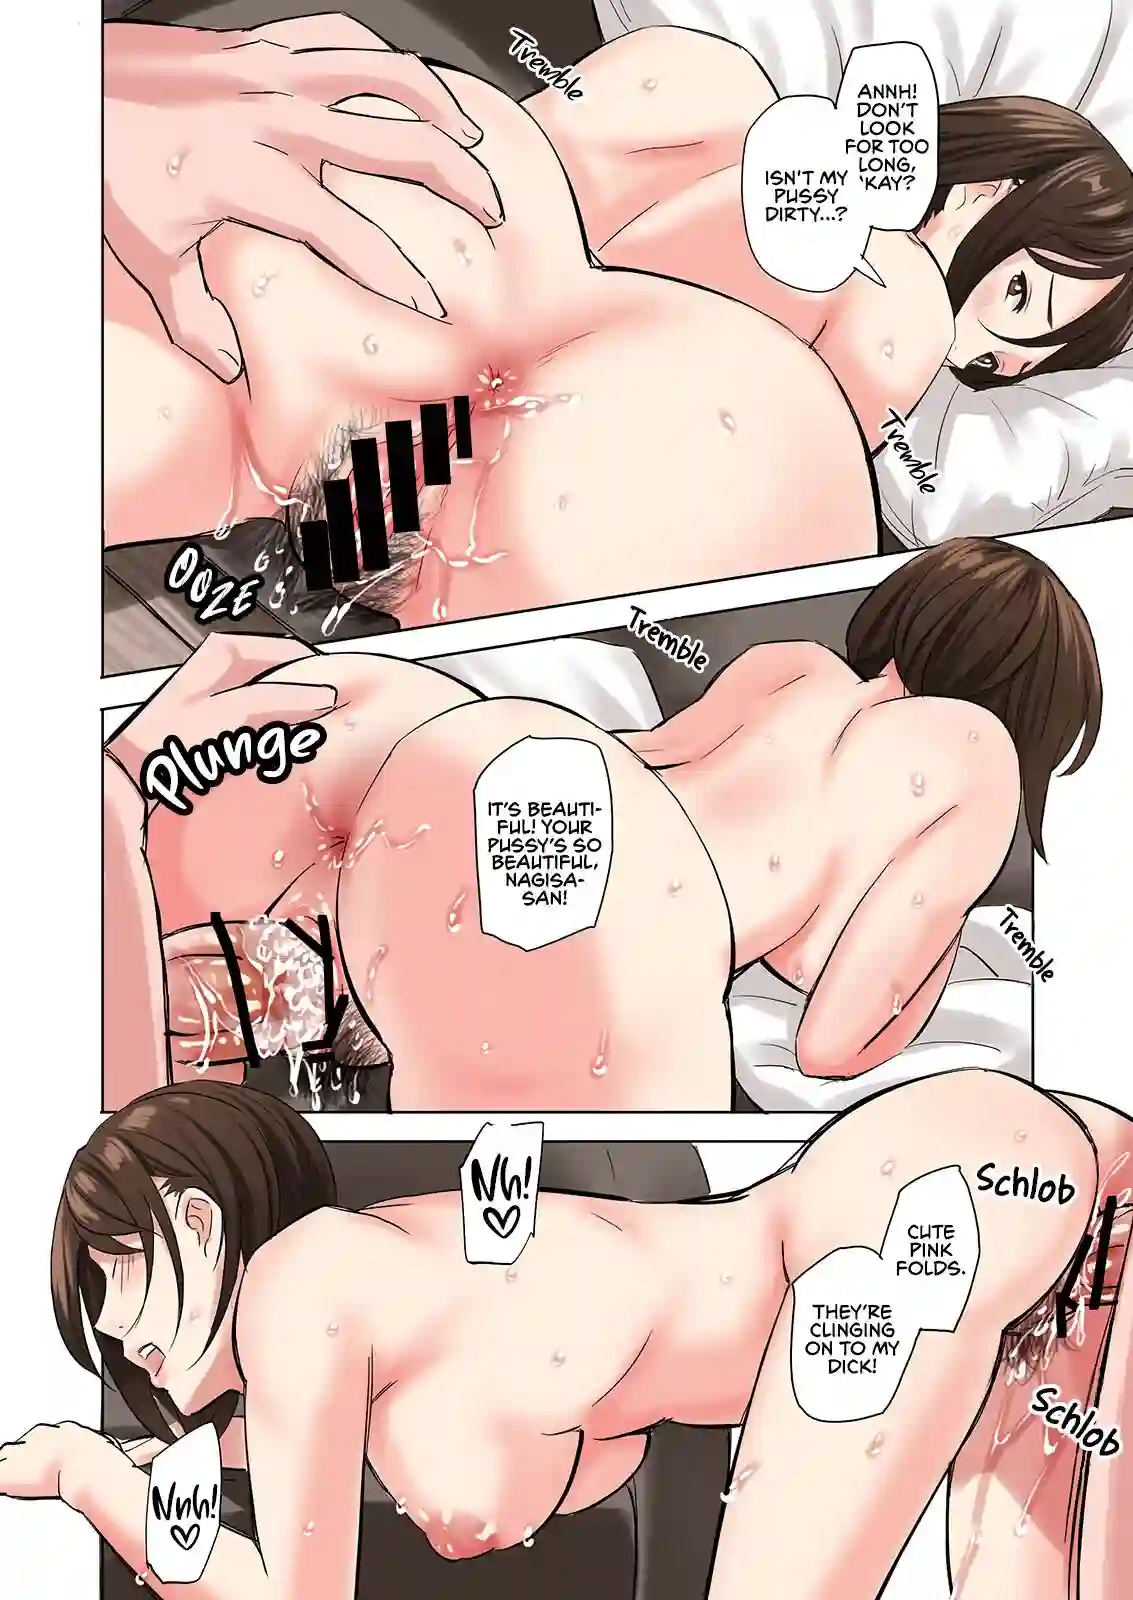 Tremble
ANNH!
DON'T
LOOK
FOR TOO
LONG,
'KAY?
ISN'T MY
PUSSY
DIRTY...?
Tremble
OOZE
Tremble
Plunge
IT'S BEAUTI-
FUL! YOUR
PUSSY'S SO
BEAUTIFUL,
NAGISA-
SAN!
Tremble
Nh!♡
Schlob
CUTE
PINK
FOLDS.
THEY'RE
CLINGING
ON TO MY
DICK!
Schlob
Nnh!♡